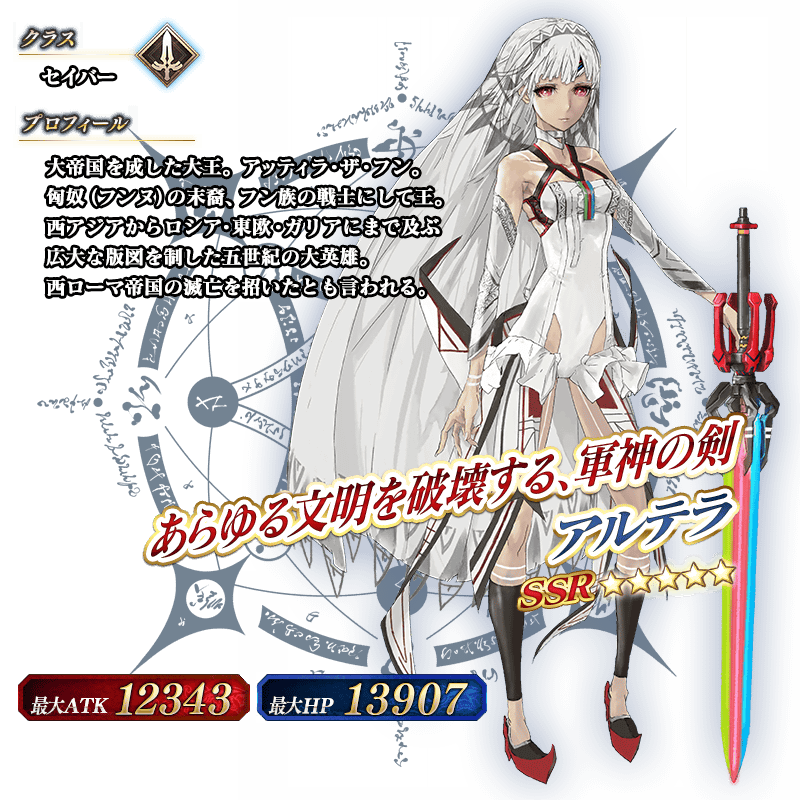 クラス
セイバー
プロフィール
大帝国を成した大王。アッティラ・ザ・フン。
匈奴(フンヌ)の末裔、フン族の戦士にして王。
西アジアからロシア・東欧・ガリアにまで及ぶ
広大な版図を制した五世紀の大英雄。
西ローマ帝国の滅亡を招いたとも言われる。
あらゆる文明を破壊する、軍神の剣
アルテラ
SSR★★★★★
最大ATK 12343
最大HP 13907